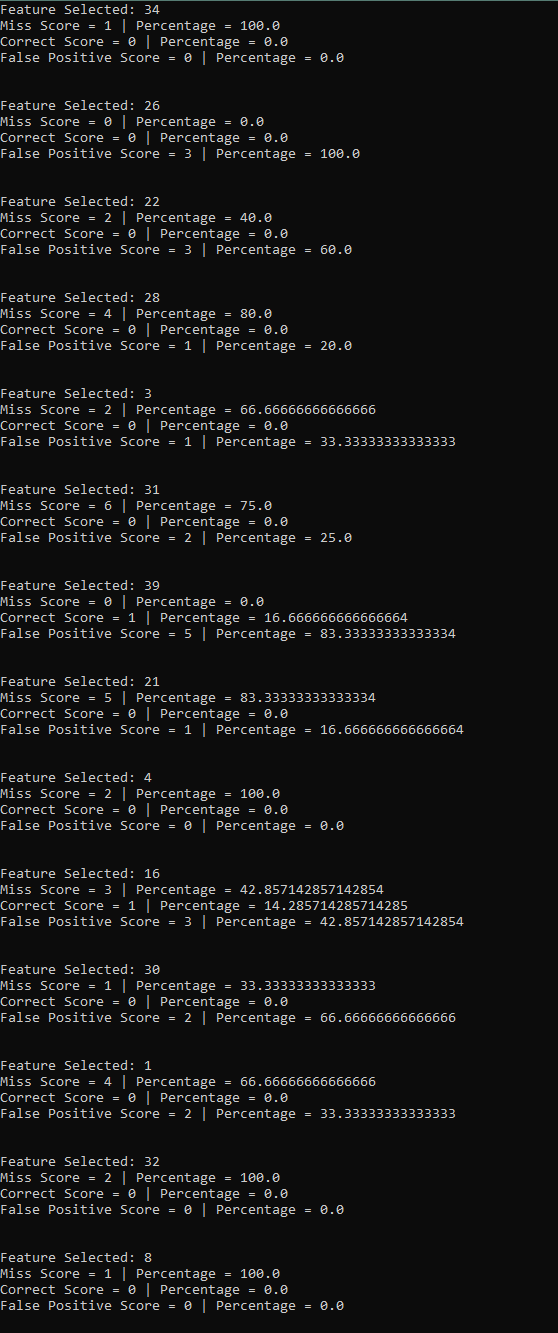 Feature Selected: 34
Miss Score = 1 | Percentage = 100.0
Correct Score = 0 | Percentage = 0.0
False Positive Score = 0 | Percentage = 0.0
Feature Selected: 26
Miss Score = 0 | Percentage = 0.0
Correct Score = 0 | Percentage = 0.0
False Positive Score = 3 | Percentage = 100.0
Feature Selected: 22
Miss Score = 2 | Percentage = 40.0
Correct Score = 0 | Percentage = 0.0
False Positive Score = 3 | Percentage = 60.0
Feature Selected: 28
Miss Score = 4 | Percentage = 80.0
Correct Score = 0 | Percentage = 0.0
False Positive Score = 1 | Percentage = 20.0
Feature Selected: 3
Miss Score = 2 | Percentage = 66.66666666666666
Correct Score = 0 | Percentage = 0.0
False Positive Score = 1 | Percentage = 33.33333333333333
Feature Selected: 31
Miss Score = 6 | Percentage = 75.0
Correct Score = 0 | Percentage = 0.0
False Positive Score = 2 | Percentage = 25.0
Feature Selected: 39
Miss Score = 0 | Percentage = 0.0
Correct Score = 1 | Percentage = 16.666666666666664
False Positive Score = 5 | Percentage = 83.33333333333334
Feature Selected: 21
Miss Score = 5 | Percentage = 83.33333333333334
Correct Score = 0 | Percentage = 0.0
False Positive Score = 1 | Percentage = 16.666666666666664
Feature Selected: 4
Miss Score = 2 | Percentage = 100.0
Correct Score = 0 | Percentage = 0.0
False Positive Score = 0 | Percentage = 0.0
Feature Selected: 16
Miss Score = 3 | Percentage = 42.857142857142854
Correct Score = 1 | Percentage = 14.285714285714285
False Positive Score = 3 | Percentage = 42.857142857142854
Feature Selected: 30
Miss Score = 1 | Percentage = 33.33333333333333
Correct Score = 0 | Percentage = 0.0
False Positive Score = 2 | Percentage = 66.66666666666666
Feature Selected: 1
Miss Score = 4 | Percentage = 66.66666666666666
Correct Score = 0 | Percentage = 0.0
False Positive Score = 2 | Percentage = 33.33333333333333
Feature Selected: 32
Miss Score = 2 | Percentage = 100.0
Correct Score = 0 | Percentage = 0.0
False Positive Score = 0 | Percentage = 0.0
Feature Selected: 8
Miss Score = 1 | Percentage = 100.0
Correct Score = 0 | Percentage = 0.0
False Positive Score = 0 | Percentage = 0.0